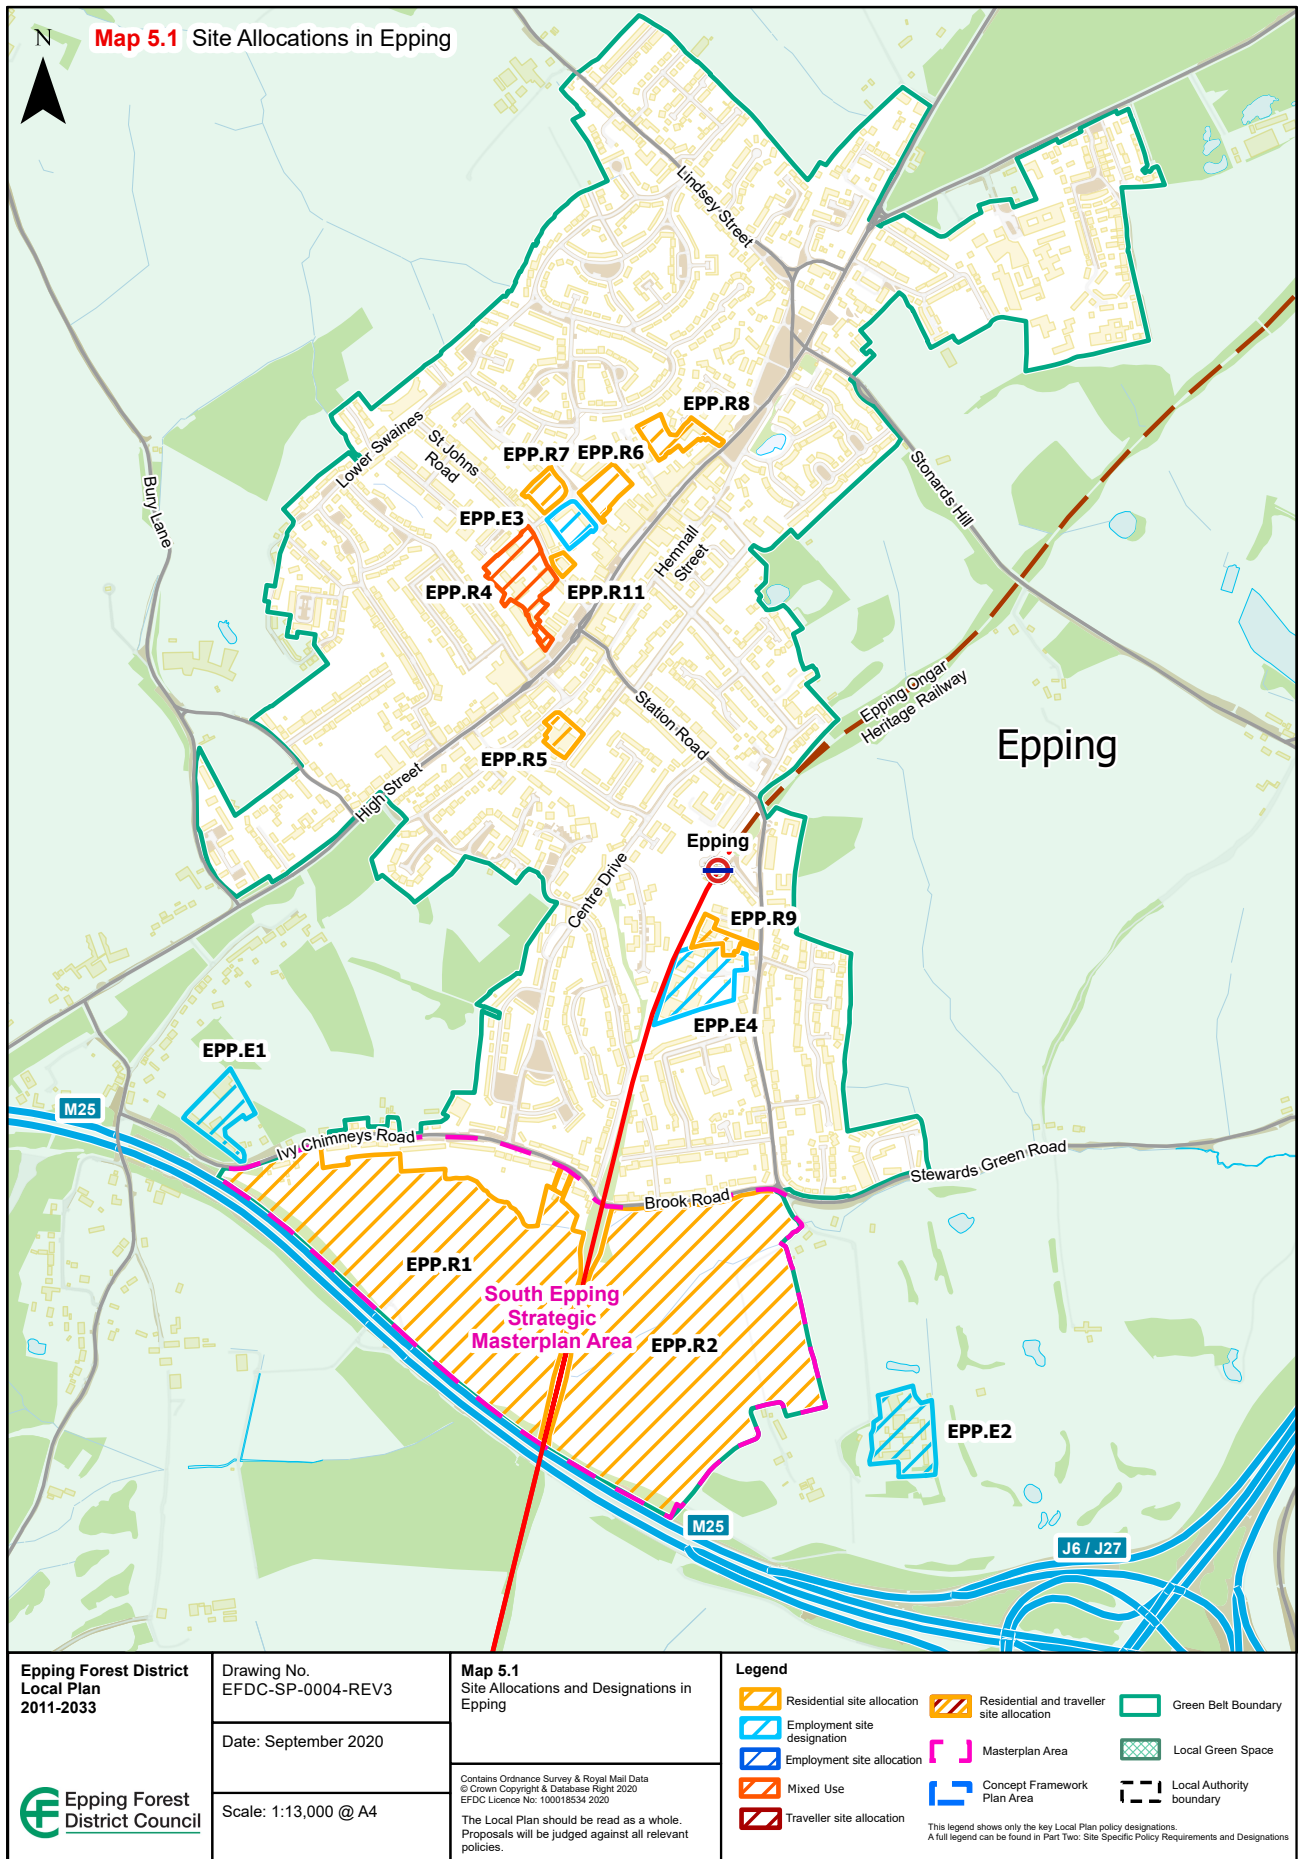 N
Map 5.1 Site Allocations in Epping
Lindsey Street
EPP.R8
Lower Swaines
St Johns
Road
EPP.R7
EPP.R6
Stonards Hill
Bury Lane
EPP.E3
Hemnall
Street
EPP.R4
EPP.R11
Epping Ongar
Heritage Railway
Station Road
Epping
EPP.R5
High Street
Epping
Centre Drive
EPP.R9
EPP.E4
EPP.E1
M25
Ivy Chimneys Road
Stewards Green Road
Brook Road
EPP.R1
South Epping
Strategic
Masterplan Area
EPP.R2
EPP.E2
M25
J6 / J27
Epping Forest District
Local Plan
2011-2033
Epping Forest
District Council
Drawing No.
EFDC-SP-0004-REV3
Date: September 2020
Scale: 1:13,000 @ A4
Map 5.1
Site Allocations and Designations in
Epping
Contains Ordnance Survey & Royal Mail Data
© Crown Copyright & Database Right 2020
EFDC Licence No: 100018534 2020
The Local Plan should be read as a whole.
Proposals will be judged against all relevant
policies.
Legend
Residential site allocation
Employment site
designation
Employment site allocation
Mixed Use
Traveller site allocation
Residential and traveller
site allocation
Masterplan Area
Concept Framework
Plan Area
Green Belt Boundary
Local Green Space
Local Authority
boundary
This legend shows only the key Local Plan policy designations.
A full legend can be found in Part Two: Site Specific Policy Requirements and Designations